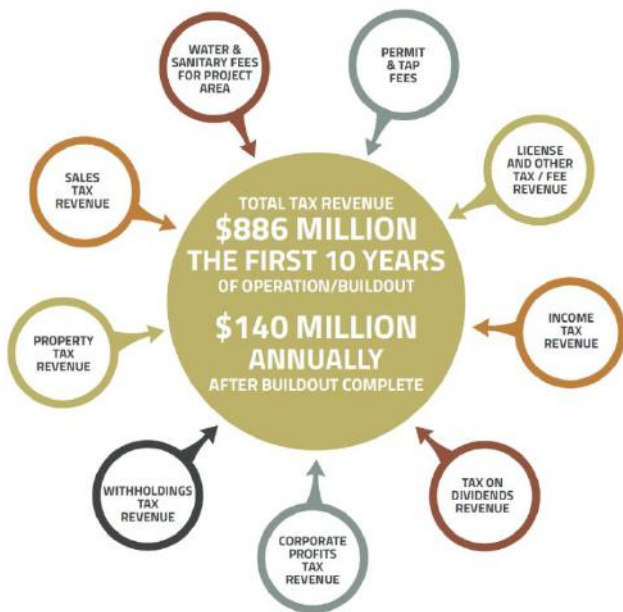 WATER &
SANITARY FEES
FOR PROJECT
AREA
PERMIT
& TAP
FEES
SALES
TAX
REVENUE
LICENSE
AND OTHER
TAX / FEE
REVENUE
TOTAL TAX REVENUE
$886 MILLION
THE FIRST 10 YEARS
OF OPERATION/BUILDOUT
$140 MILLION
ANNUALLY
AFTER BUILDOUT COMPLETE
PROPERTY
TAX
REVENUE
INCOME
TAX
REVENUE
WITHHOLDINGS
TAX
REVENUE
TAX ON
DIVIDENDS
REVENUE
CORPORATE
PROFITS
TAX
REVENUE